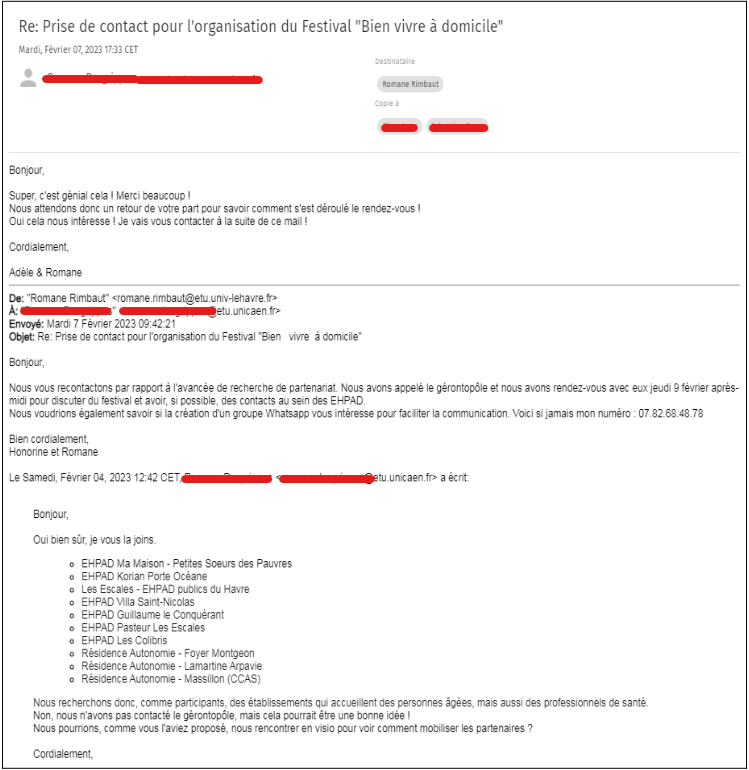 Re: Prise de contact pour l'organisation du Festival "Bien vivre à domicile"
Mardi, Février 07, 2023 17:33 CET
Destinataire
Romane Rimbaut
Copie à
Bonjour,
Super, c'est génial cela ! Merci beaucoup !
Nous attendons donc un retour de votre part pour savoir comment s'est déroulé le rendez-vous !
Oui cela nous intéresse ! Je vais vous contacter à la suite de ce mail !
Cordialement,
Adèle & Romane
De: "Romane Rimbaut" <romane.rimbaut@etu.univ-lehavre.fr>
À: @etu.unicaen.fr>
Envoyé: Mardi 7 Février 2023 09:42:21
Objet: Re: Prise de contact pour l'organisation du Festival "Bien vivre à domicile"
Bonjour,
Nous vous recontactons par rapport à l'avancée de recherche de partenariat. Nous avons appelé le gérontopôle et nous avons rendez-vous avec eux jeudi 9 février après-
midi pour discuter du festival et avoir, si possible, des contacts au sein des EHPAD.
Nous voudrions également savoir si la création d'un groupe Whatsapp vous intéresse pour faciliter la communication. Voici si jamais mon numéro : 07.82.68.48.78
Bien cordialement,
Honorine et Romane
Le Samedi, Février 04, 2023 12:42 CET, @etu.unicaen.fr> a écrit:
Bonjour,
Oui bien sûr, je vous la joins.
EHPAD Ma Maison - Petites Soeurs des Pauvres
EHPAD Korian Porte Océane
Les Escales - EHPAD publics du Havre
EHPAD Villa Saint-Nicolas
EHPAD Guillaume le Conquérant
EHPAD Pasteur Les Escales
EHPAD Les Colibris
Résidence Autonomie - Foyer Montgeon
Résidence Autonomie - Lamartine Arpavie
Résidence Autonomie - Massillon (CCAS)
Nous recherchons donc, comme participants, des établissements qui accueillent des personnes âgées, mais aussi des professionnels de santé.
Non, nous n'avons pas contacté le gérontopôle, mais cela pourrait être une bonne idée !
Nous pourrions, comme vous l'aviez proposé, nous rencontrer en visio pour voir comment mobiliser les partenaires ?
Cordialement,